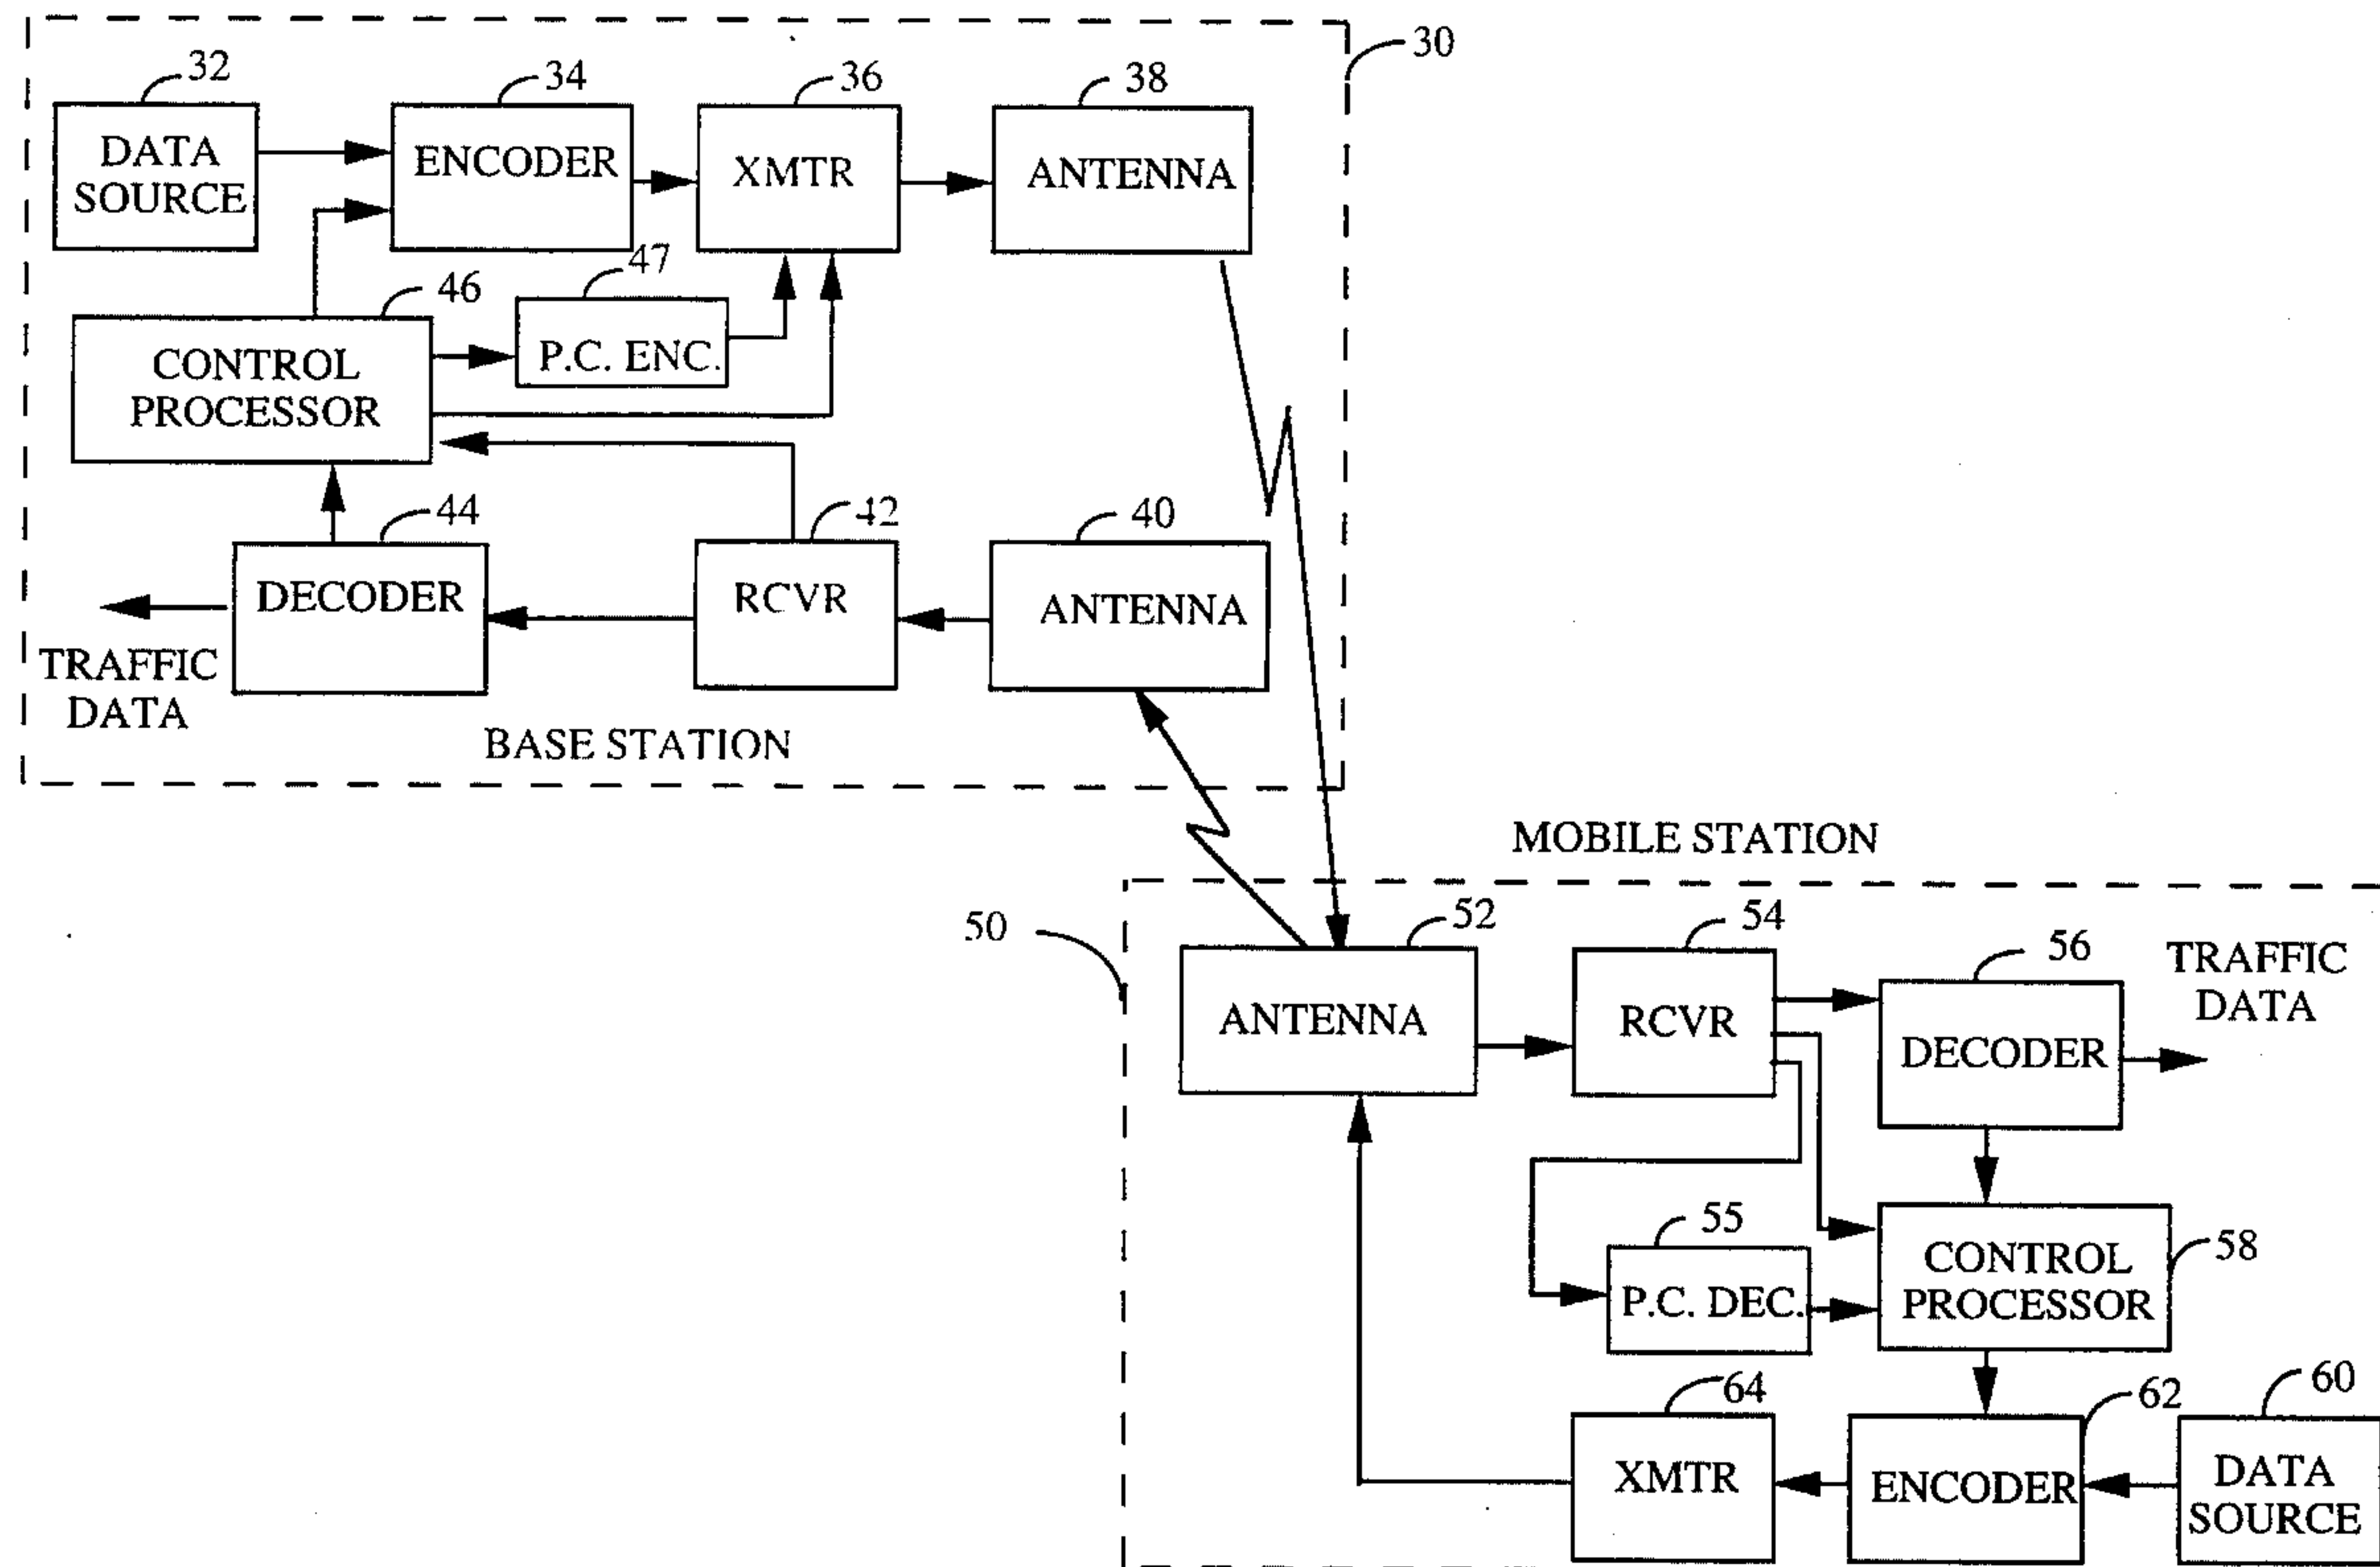 30
32
34
36
38
DATA
SOURCE
ENCODER
XMTR
ANTENNA
46
47
CONTROL
PROCESSOR
P.C. ENC.
44
42
40
DECODER
RCVR
ANTENNA
TRAFFIC
DATA
BASE STATION
MOBILE STATION
50
52
54
56
TRAFFIC
DATA
ANTENNA
RCVR
DECODER
55
58
P.C. DEC.
CONTROL
PROCESSOR
64
62
60
XMTR
ENCODER
DATA
SOURCE